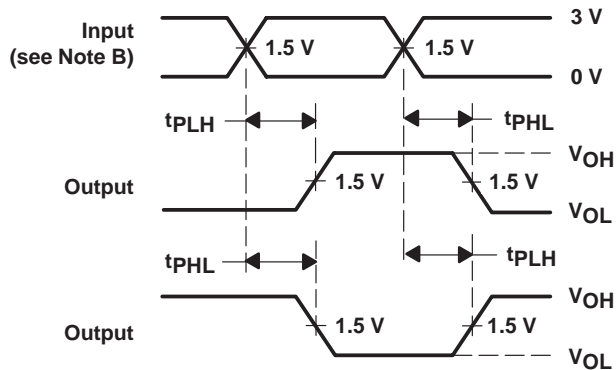 3 V
Input
(see Note B)
1.5 V
1.5 V
0 V
tPLH
tPHL
VOH
Output
1.5 V
1.5 V
VOL
tPHL
tPLH
VOH
Output
1.5 V
1.5 V
VOL